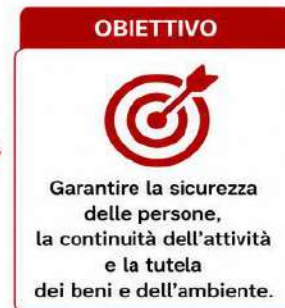 OBIETTIVO
Garantire la sicurezza
delle persone,
la continuità dell'attività
e la tutela
dei beni e dell'ambiente.